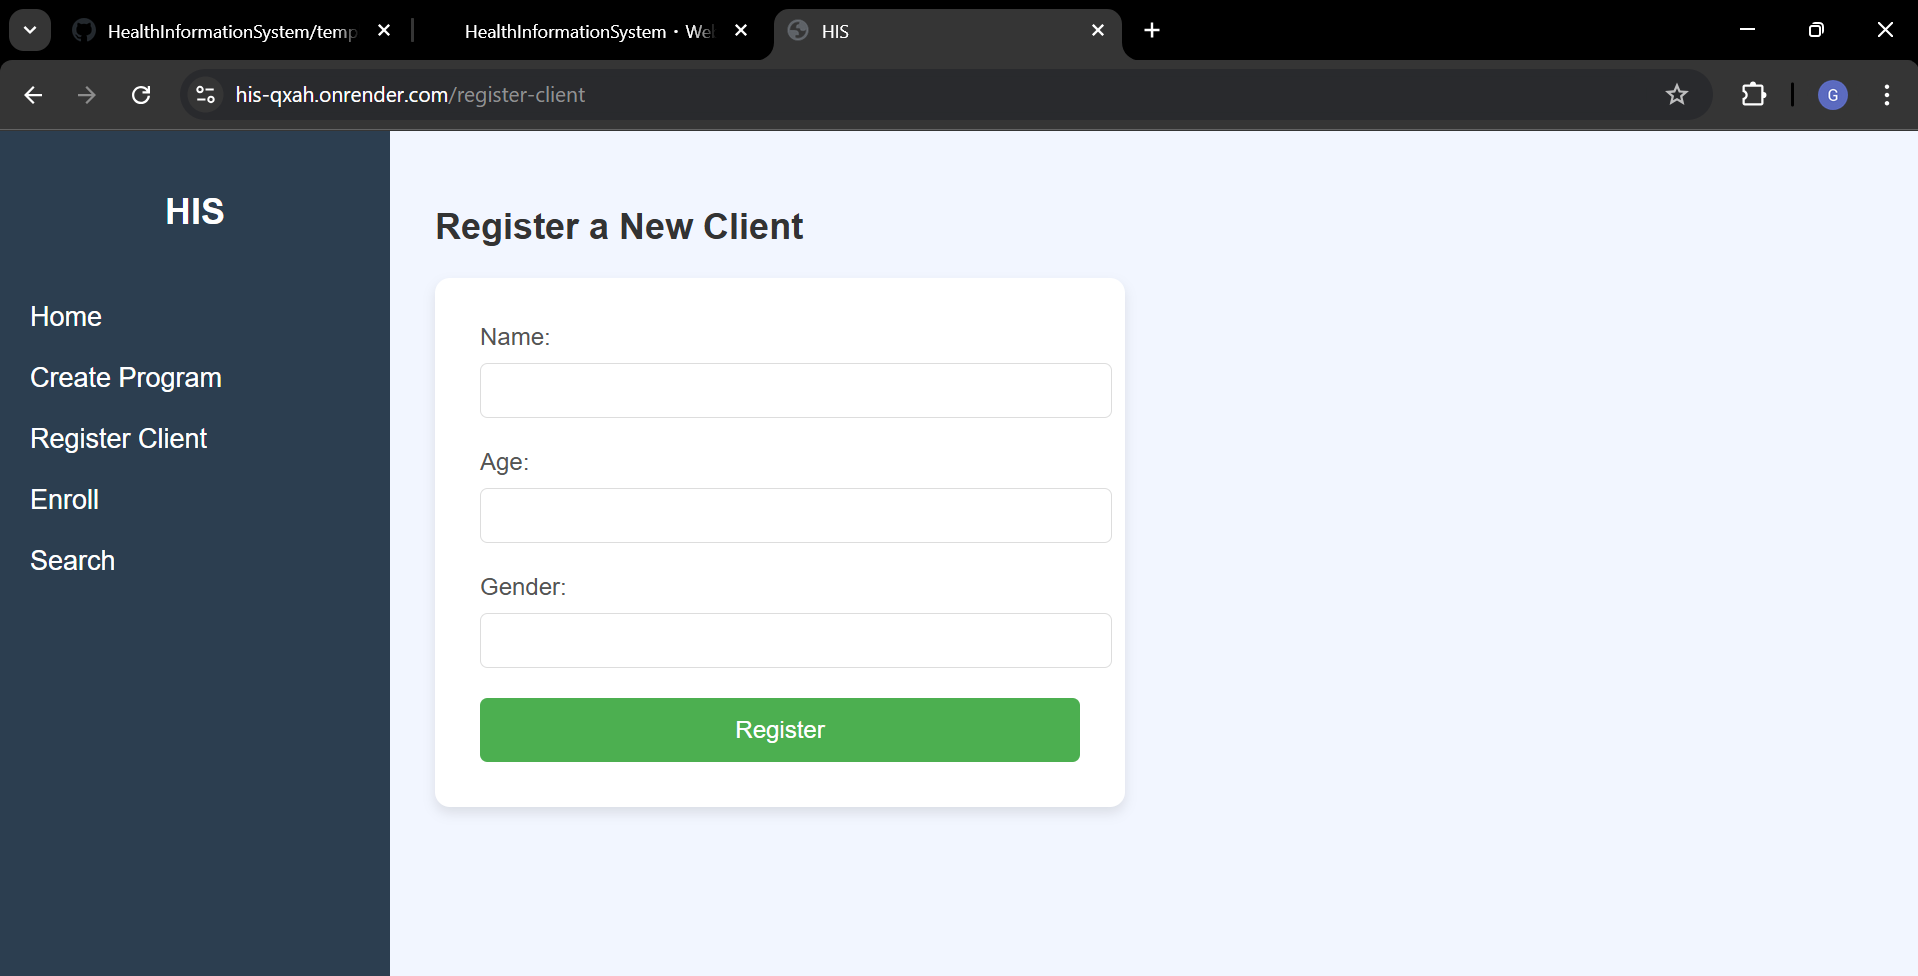 HealthInformationSystem/temp
HealthInformationSystem · We
HIS
his-qxah.onrender.com/register-client
G
HIS
Home
Create Program
Register Client
Enroll
Search
Register a New Client
Name:
Age:
Gender:
Register